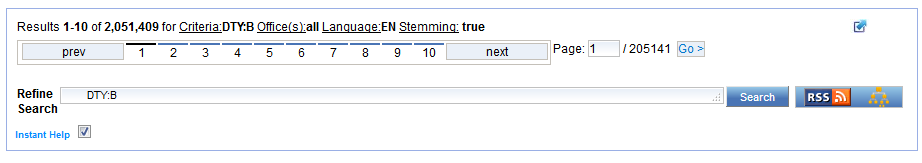 Results 1-10 of 2,051,409 for Criteria:DTY:B Office(s):all Language:EN Stemming: true
prev 1 2 3 4 5 6 7 8 9 10 next Page: 1 / 205141 Go >
Refine Search DTY:B Search RSS
Instant Help